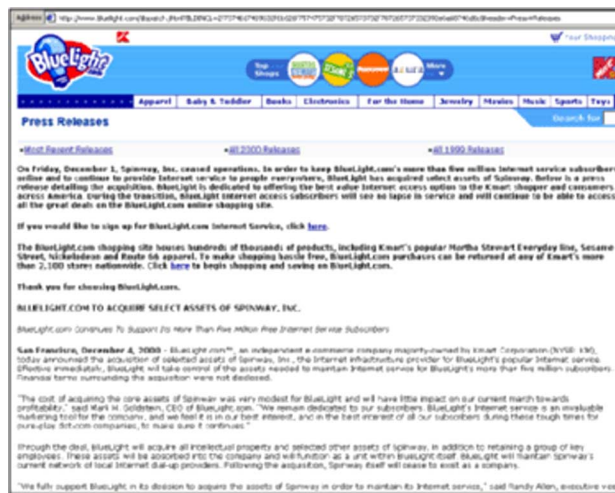 Address
Your Shopping
BlueLight.com
Top Shops
More
Apparel Baby & Toddler Books Electronics For the Home Jewelry Movies Music Sports Toys
Press Releases
Search for
Most Recent Releases All 2000 Releases All 1999 Releases
On Friday, December 1, Spinway, Inc. ceased operations. In order to keep BlueLight.com's more than five million Internet service subscribers
online and to continue to provide Internet service to people everywhere, BlueLight has acquired select assets of Spinway. Below is a press
release detailing the acquisition. BlueLight is dedicated to offering the best value Internet access option to the Kmart shopper and consumers
across America. During the transition, BlueLight Internet access subscribers will see no lapse in service and will continue to be able to access
all the great deals on the BlueLight.com online shopping site.
If you would like to sign up for BlueLight.com Internet Service, click here.
The BlueLight.com shopping site houses hundreds of thousands of products, including Kmart's popular Martha Stewart Everyday line, Sesame
Street, Nickelodeon and Route 66 apparel. To make shopping hassle free, BlueLight.com purchases can be returned at any of Kmart's more
than 2,100 stores nationwide. Click here to begin shopping and saving on BlueLight.com.
Thank you for choosing BlueLight.com.
BLUELIGHT.COM TO ACQUIRE SELECT ASSETS OF SPINWAY, INC.
BlueLight.com Continues To Support Its More Than Five Million Free Internet Service Subscribers
San Francisco, December 4, 2000 - BlueLight.com™, an independent e-commerce company majority-owned by Kmart Corporation (NYSE: KM),
today announced the acquisition of selected assets of Spinway, Inc., the Internet infrastructure provider for BlueLight's popular Internet service.
Effective immediately, BlueLight will take control of the assets needed to maintain Internet service for BlueLight's more than five million subscribers.
Financial terms surrounding the acquisition were not disclosed.
"The cost of acquiring the core assets of Spinway was very modest for BlueLight and will have little impact on our current march towards
profitability," said Mark H. Goldstein, CEO of BlueLight.com. "We remain dedicated to our subscribers. BlueLight's Internet service is an invaluable
marketing tool for the company, and we feel it is in our best interest, and in the best interest of all our subscribers during these tough times for
pure-play dot-com companies, to make sure it continues."
Through the deal, BlueLight will acquire all intellectual property and selected other assets of Spinway, in addition to retaining a group of key
employees. These assets will be absorbed into the company and will function as a unit within BlueLight itself. BlueLight will maintain Spinway's
current network of local Internet dial-up providers. Following the acquisition, Spinway itself will cease to exist as a company.
"We fully support BlueLight in its decision to acquire the assets of Spinway in order to maintain its Internet service," said Randy Allen, executive vice